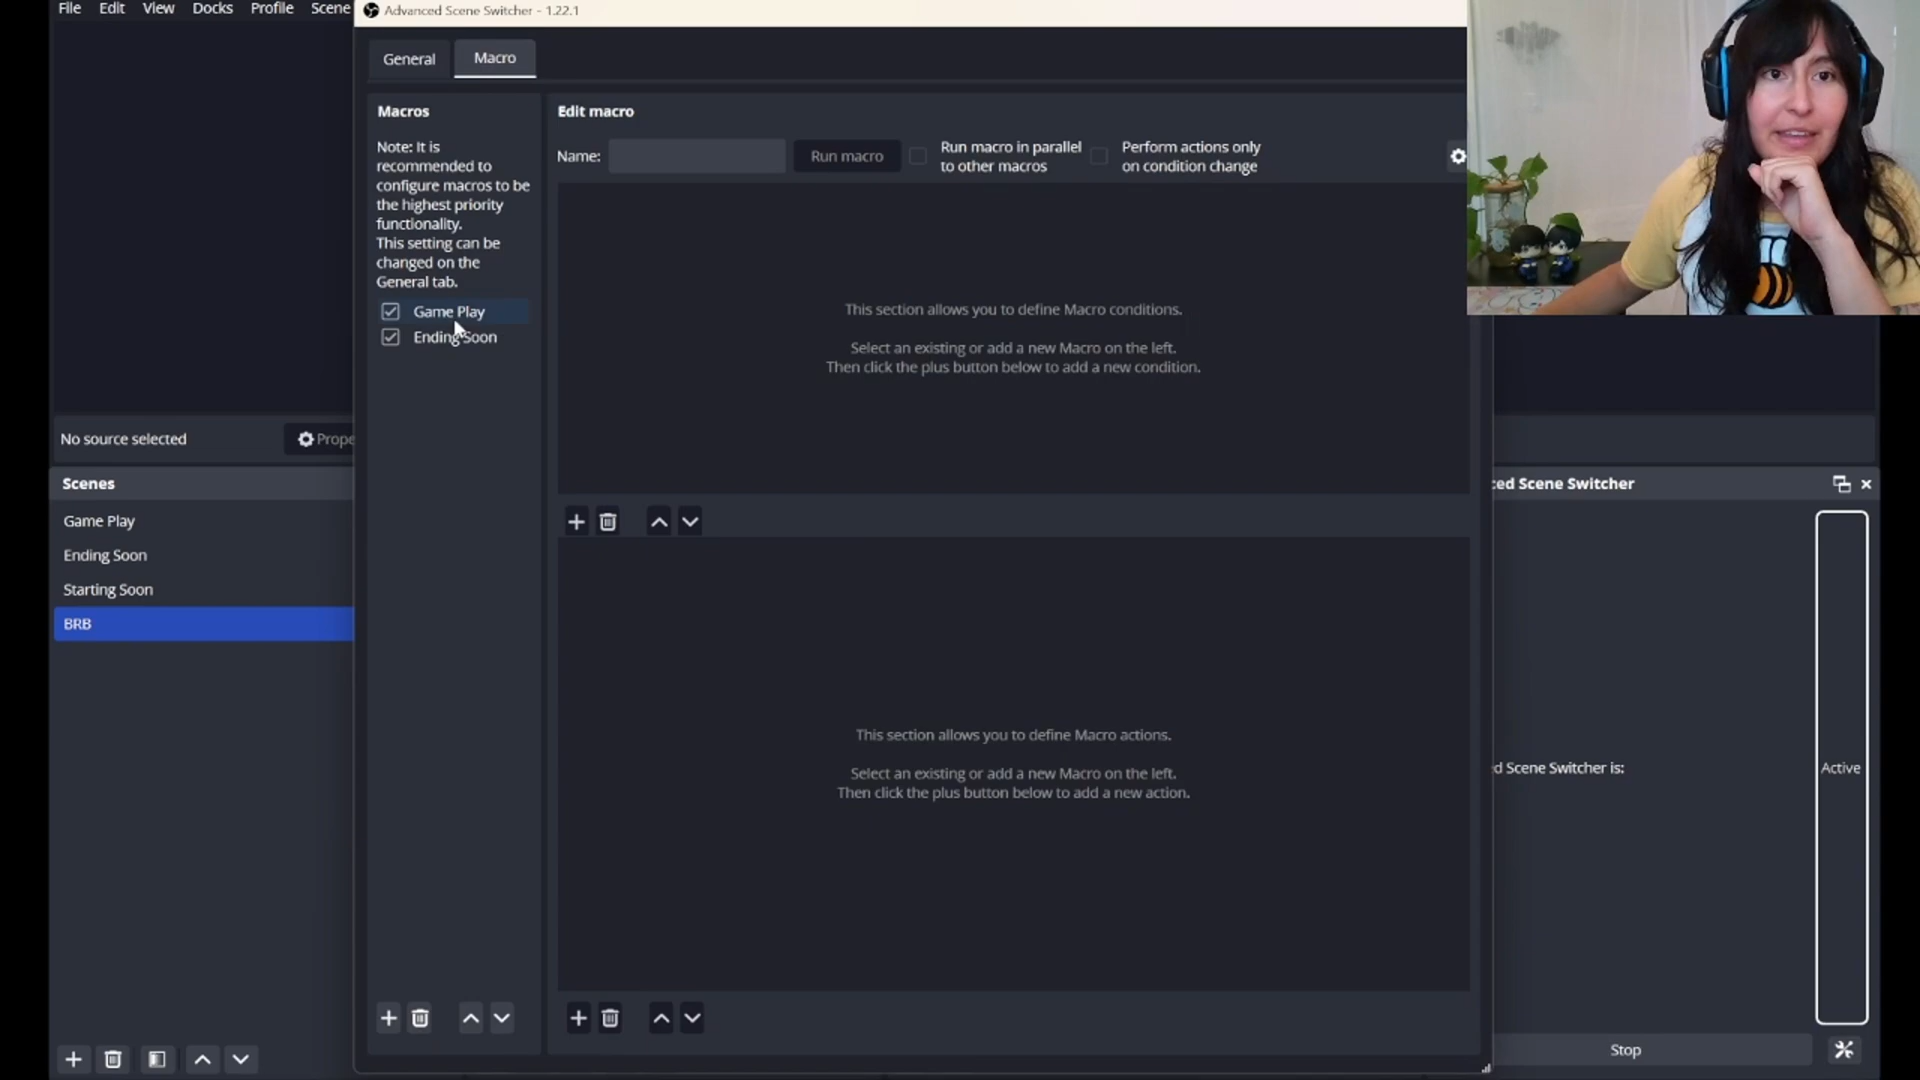 File Edit View Docks Profile Scene
Advanced Scene Switcher - 1.22.1
General Macro
Macros
Note: It is
recommended to
configure macros to be
the highest priority
functionality.
This setting can be
changed on the
General tab.
Game Play
Ending Soon
Edit macro
Name:
Run macro
Run macro in parallel
to other macros
Perform actions only
on condition change
This section allows you to define Macro conditions.
Select an existing or add a new Macro on the left.
Then click the plus button below to add a new condition.
This section allows you to define Macro actions.
Select an existing or add a new Macro on the left.
Then click the plus button below to add a new action.
No source selected
Prope
Scenes
Game Play
Ending Soon
Starting Soon
BRB
ced Scene Switcher
d Scene Switcher is:
Active
Stop